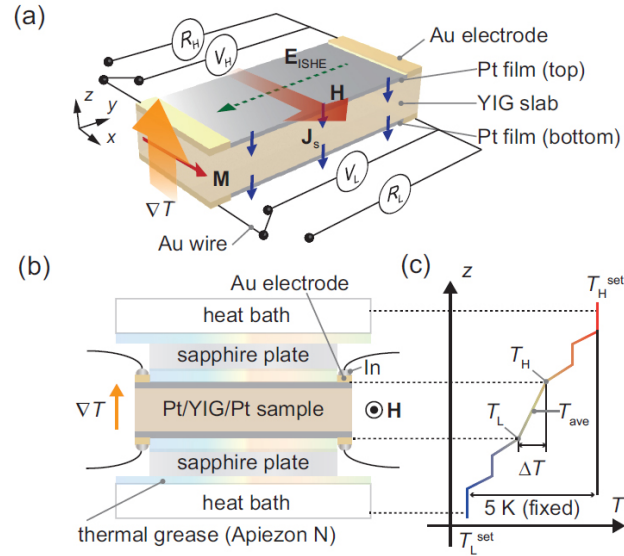 (a)
R_H
V_H
E_ISHE
H
J_s
M
∇T
z
y
x
Au wire
V_L
R_L
Au electrode
Pt film (top)
YIG slab
Pt film (bottom)
(b)
Au electrode
heat bath
sapphire plate
In
∇T
Pt/YIG/Pt sample
H
sapphire plate
heat bath
thermal grease (Apiezon N)
(c)
z
T_H^set
T_H
T_L
T_ave
ΔT
5 K (fixed)
T
T_L^set